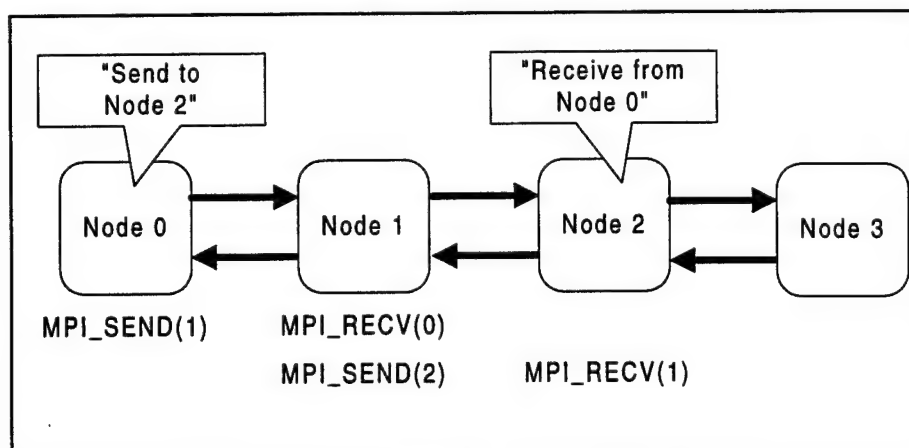 "Send to
Node 2"
"Receive from
Node 0"
Node 0
Node 1
Node 2
Node 3
MPI_SEND(1)
MPI_RECV(0)
MPI_SEND(2)
MPI_RECV(1)